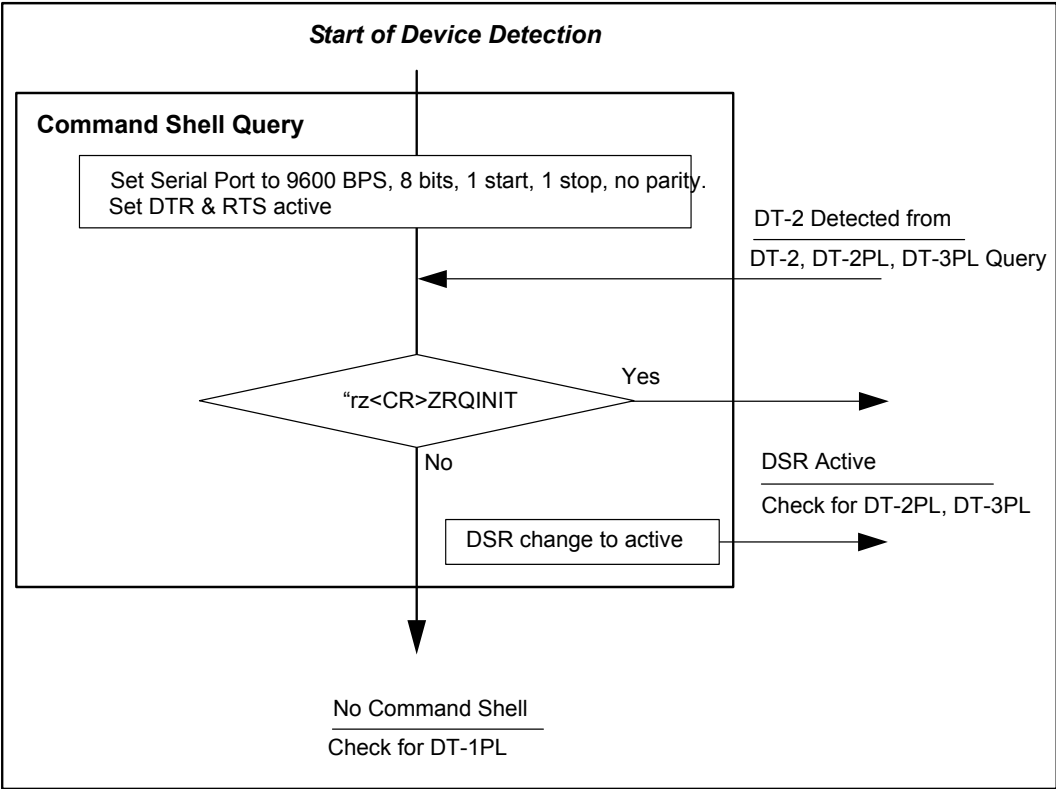 Start of Device Detection
Command Shell Query
Set Serial Port to 9600 BPS, 8 bits, 1 start, 1 stop, no parity.
Set DTR & RTS active
DT-2 Detected from
DT-2, DT-2PL, DT-3PL Query
“rz<CR>ZRQINIT
Yes
No
DSR Active
Check for DT-2PL, DT-3PL
DSR change to active
No Command Shell
Check for DT-1PL